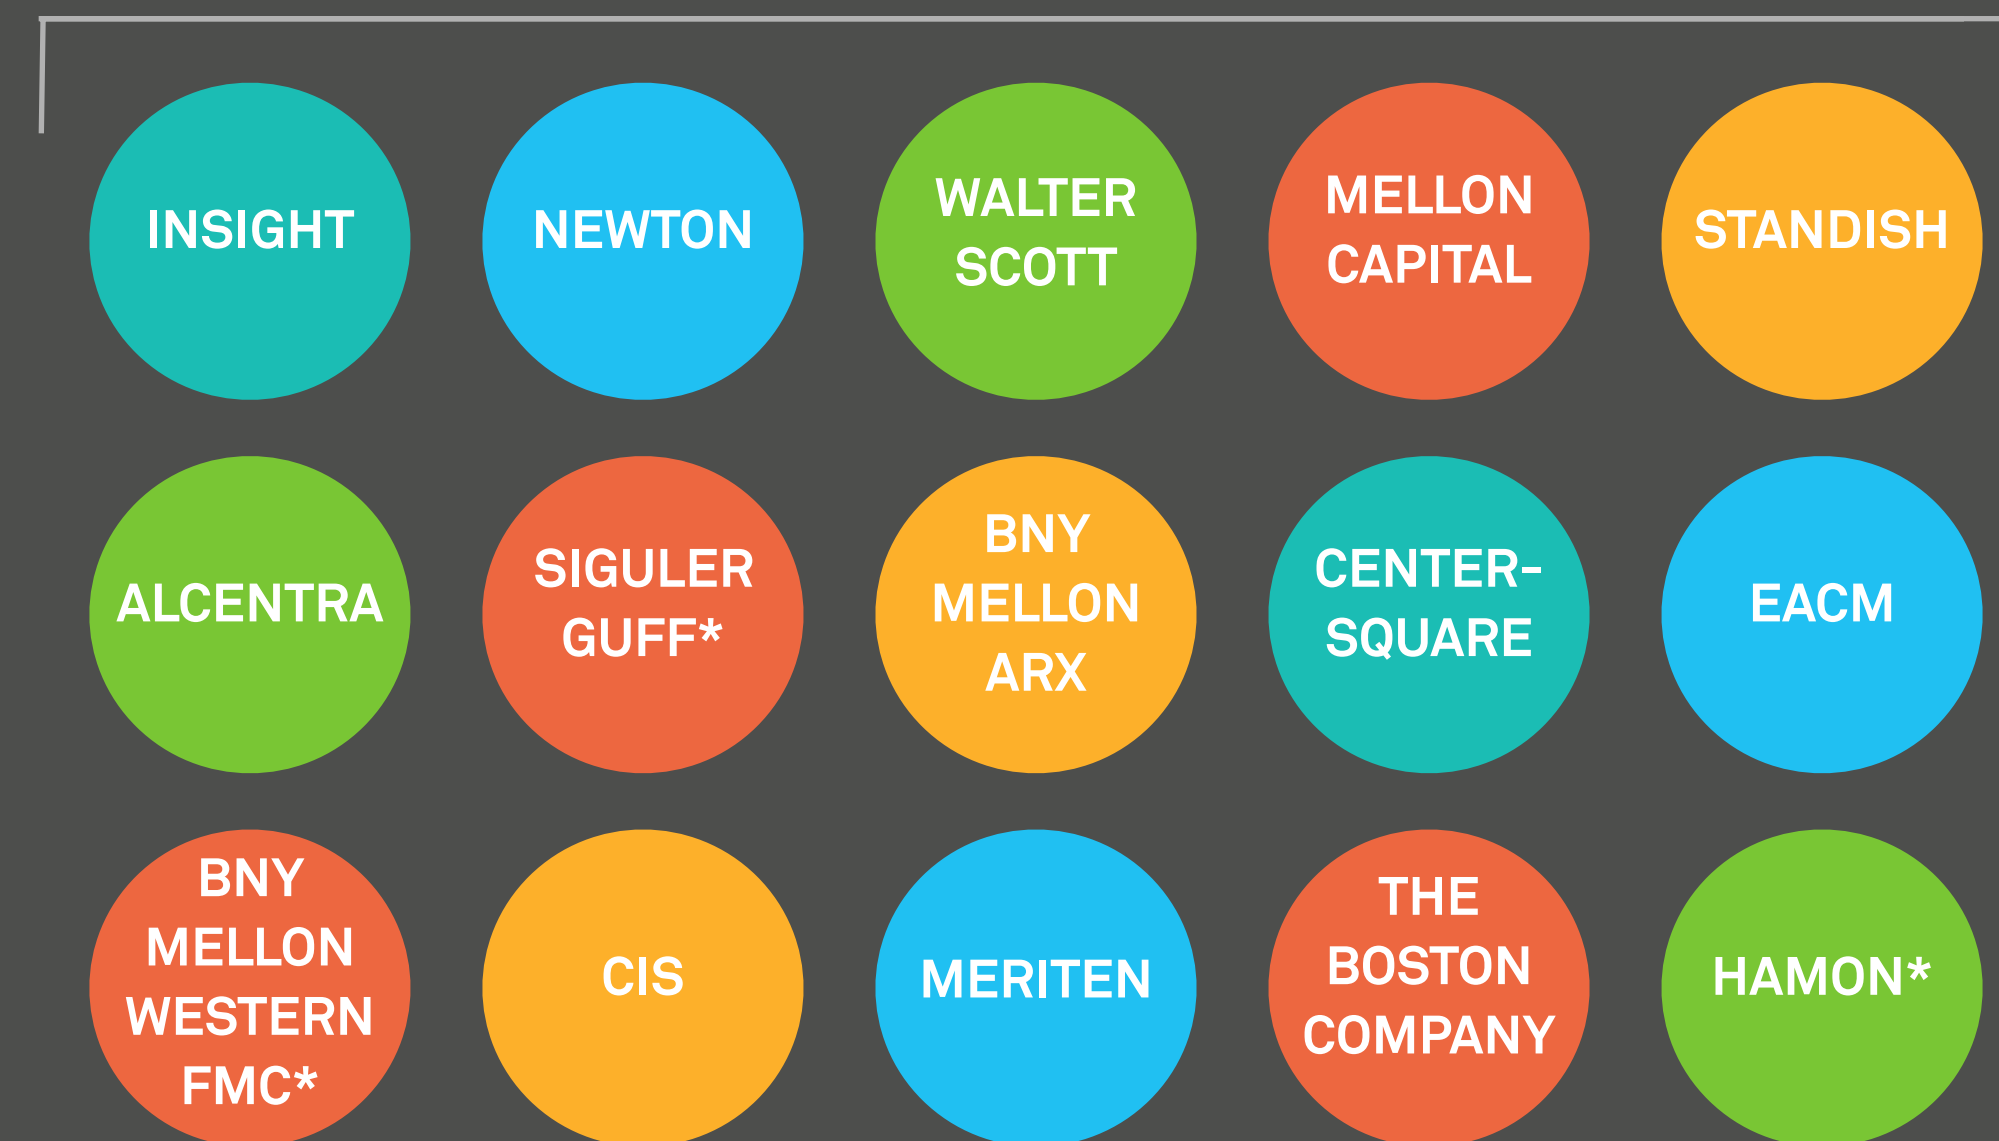 INSIGHT
NEWTON
WALTER
SCOTT
MELLON
CAPITAL
STANDISH
ALCENTRA
SIGULER
GUFF*
BNY
MELLON
ARX
CENTER-
SQUARE
EACM
BNY
MELLON
WESTERN
FMC*
CIS
MERITEN
THE
BOSTON
COMPANY
HAMON*